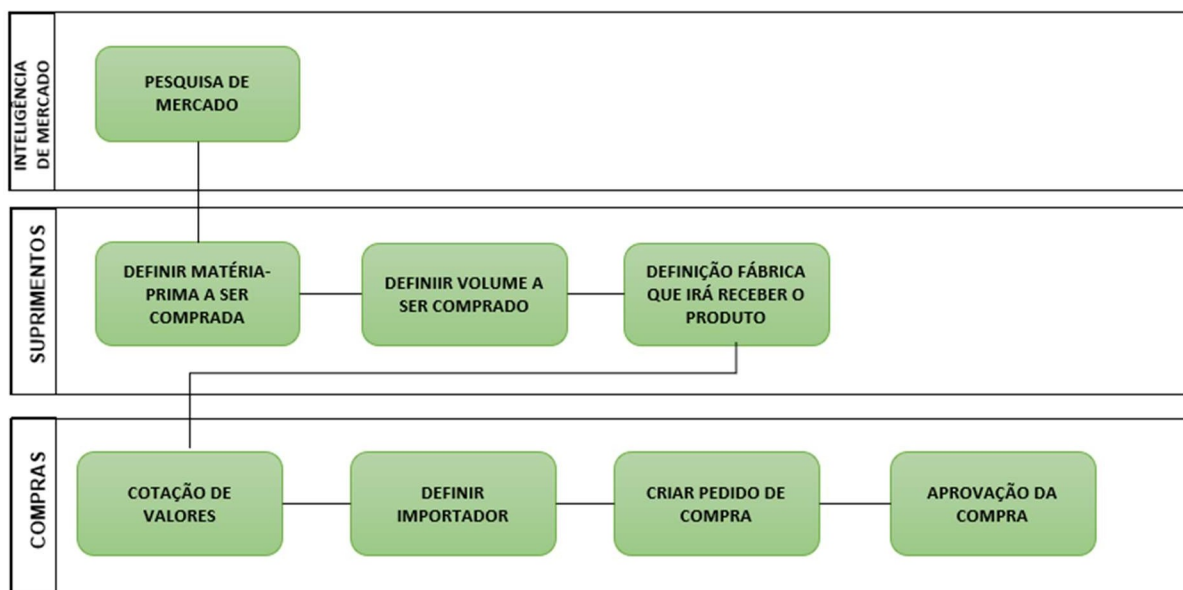 INTELIGÊNCIA
DE MERCADO
PESQUISA DE
MERCADO
SUPRIMENTOS
DEFINIR MATÉRIA-
PRIMA A SER
COMPRADA
DEFINIIR VOLUME A
SER COMPRADO
DEFINIÇÃO FÁBRICA
QUE IRÁ RECEBER O
PRODUTO
COMPRAS
COTAÇÃO DE
VALORES
DEFINIR
IMPORTADOR
CRIAR PEDIDO DE
COMPRA
APROVAÇÃO DA
COMPRA